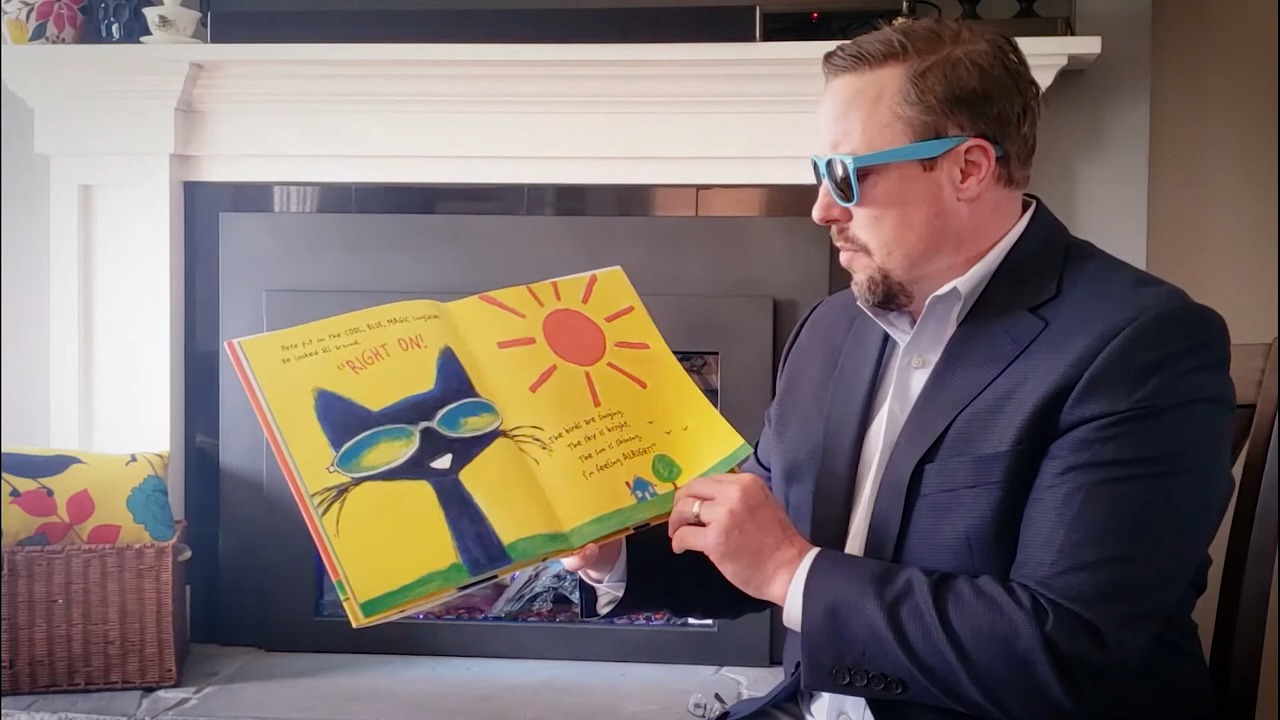 Pete put on the COOL, BLUE, MAGIC sunglasses.
He looked all around.
"RIGHT ON!
The birds are singing,
The sky is bright,
The sun is shining,
I'm feeling ALRIGHT!"